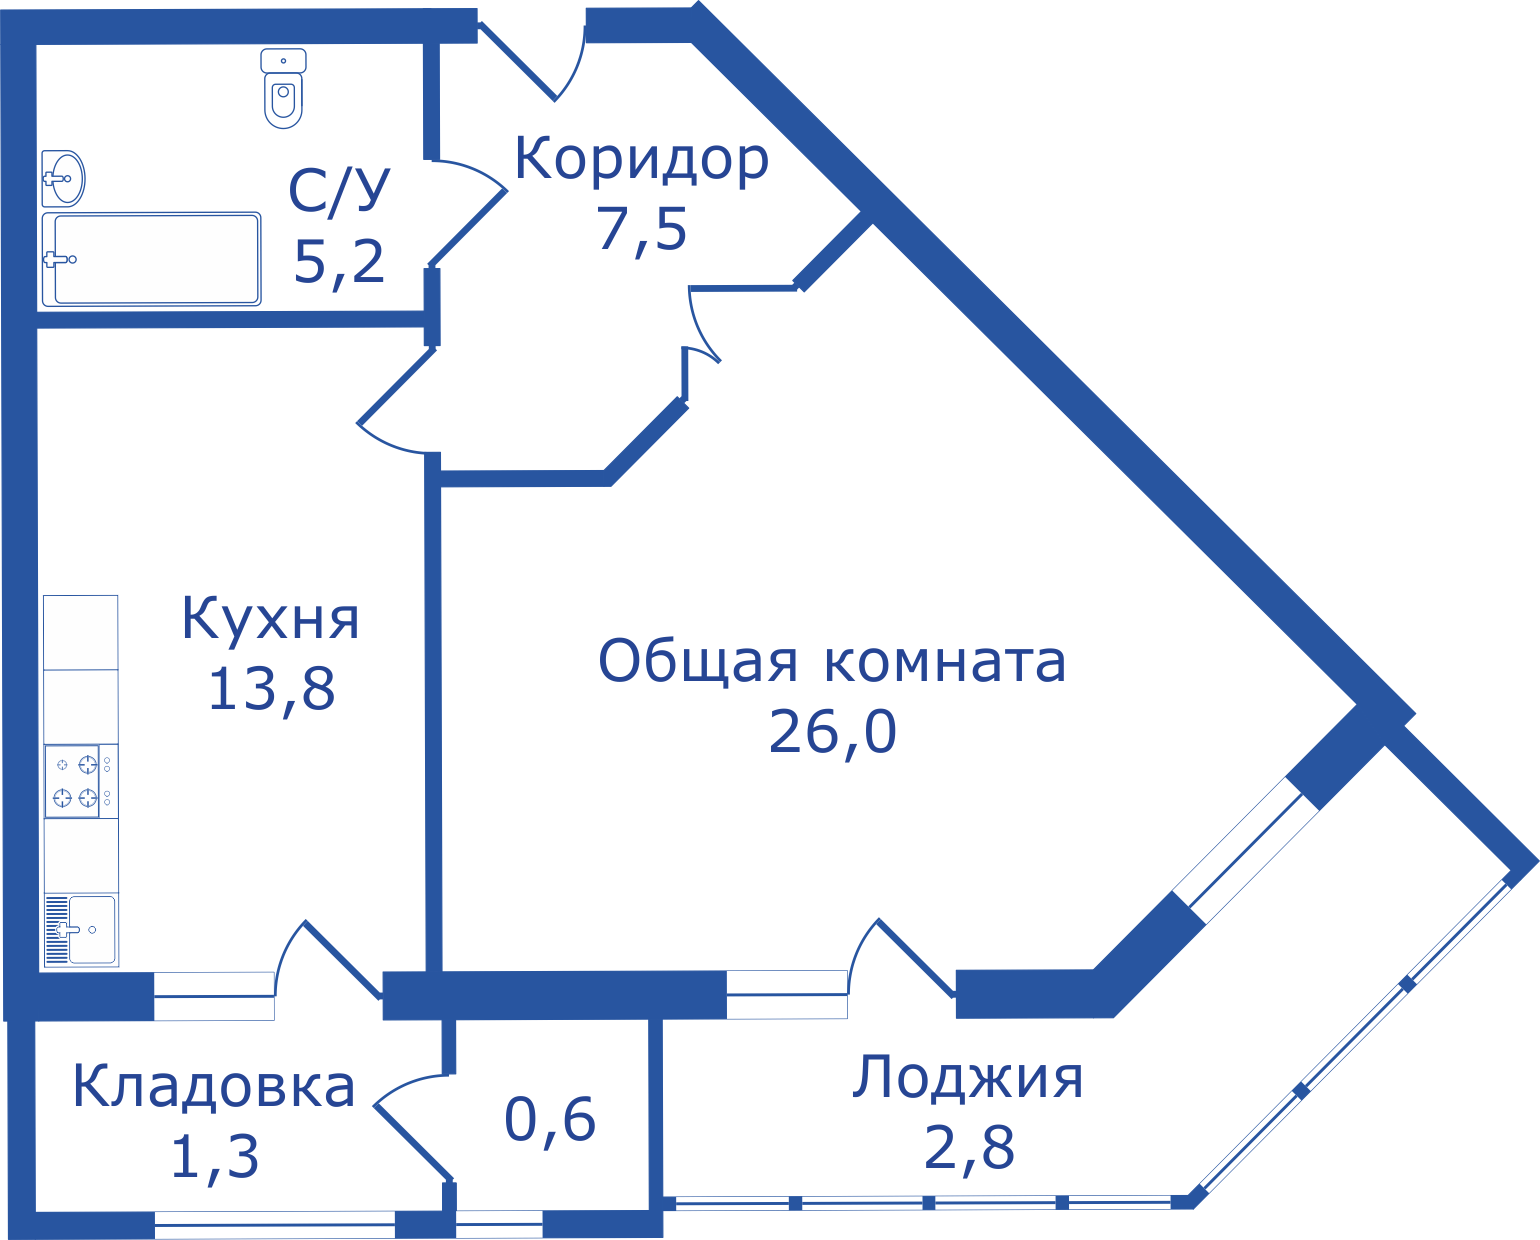 Коридор
7,5
С/У
5,2
Кухня
13,8
Общая комната
26,0
Кладовка
1,3
0,6
Лоджия
2,8